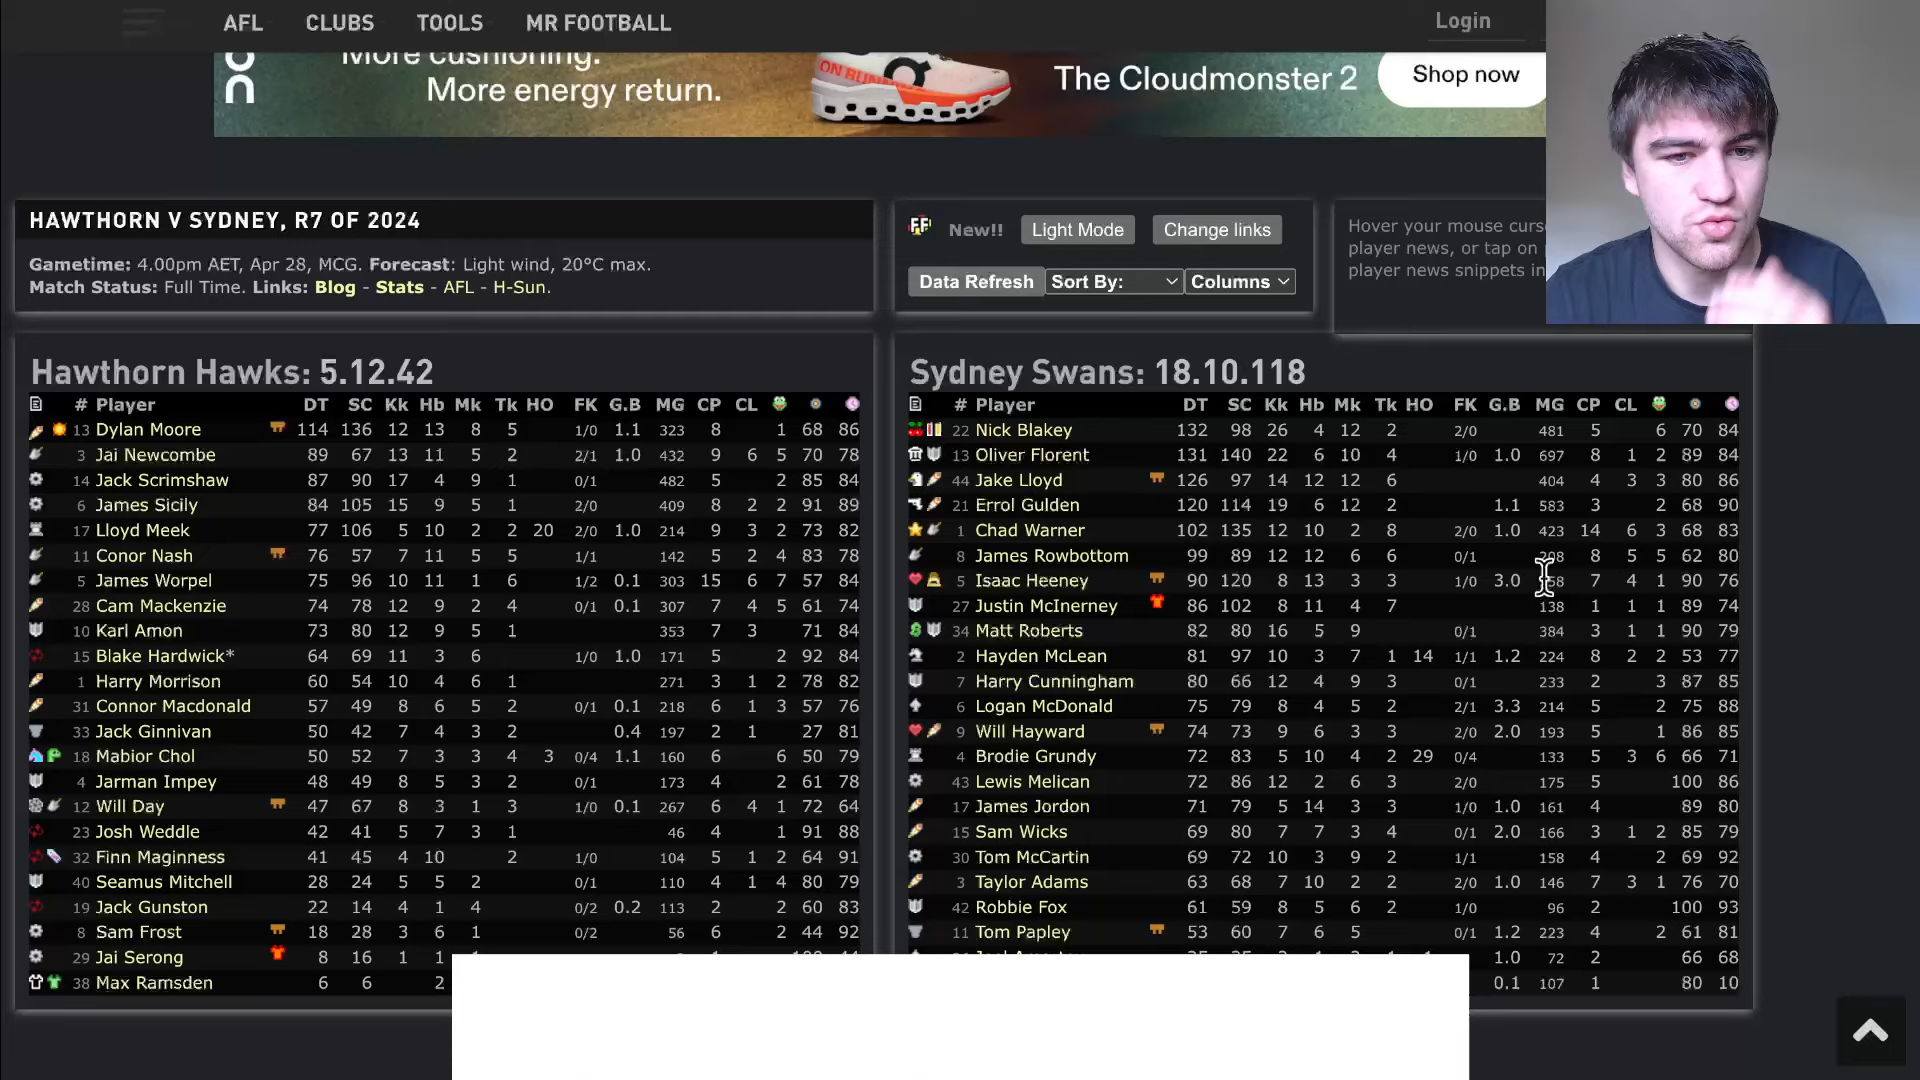 AFL CLUBS TOOLS MR FOOTBALL Login
More cushioning.
More energy return.
ON RUNN
The Cloudmonster 2
Shop now
HAWTHORN V SYDNEY, R7 OF 2024
Gametime: 4.00pm AET, Apr 28, MCG. Forecast: Light wind, 20°C max.
Match Status: Full Time. Links: Blog - Stats - AFL - H-Sun.
FF New!! Light Mode Change links
Data Refresh Sort By: Columns
Hover your mouse curs
player news, or tap on
player news snippets in
Hawthorn Hawks: 5.12.42
# Player DT SC Kk Hb Mk Tk HO FK G.B MG CP CL
13 Dylan Moore 114 136 12 13 8 5 1/0 1.1 323 8 1 68 86
3 Jai Newcombe 89 67 13 11 5 2 2/1 1.0 432 9 6 5 70 78
14 Jack Scrimshaw 87 90 17 4 9 1 0/1 482 5 2 85 84
6 James Sicily 84 105 15 9 5 1 2/0 409 8 2 2 91 89
17 Lloyd Meek 77 106 5 10 2 2 20 2/0 1.0 214 9 3 2 73 82
11 Conor Nash 76 57 7 11 5 5 1/1 142 5 2 4 83 78
5 James Worpel 75 96 10 11 1 6 1/2 0.1 303 15 6 7 57 84
28 Cam Mackenzie 74 78 12 9 2 4 0/1 0.1 307 7 4 5 61 74
10 Karl Amon 73 80 12 9 5 1 353 7 3 71 84
15 Blake Hardwick* 64 69 11 3 6 1/0 1.0 171 5 2 92 84
1 Harry Morrison 60 54 10 4 6 1 271 3 1 2 78 82
31 Connor Macdonald 57 49 8 6 5 2 0/1 0.1 218 6 1 3 57 76
33 Jack Ginnivan 50 42 7 4 3 2 0.4 197 2 1 27 81
18 Mabior Chol 50 52 7 3 3 4 3 0/4 1.1 160 6 6 50 79
4 Jarman Impey 48 49 8 5 3 2 0/1 173 4 2 61 78
12 Will Day 47 67 8 3 1 3 1/0 0.1 267 6 4 1 72 64
23 Josh Weddle 42 41 5 7 3 1 46 4 1 91 88
32 Finn Maginness 41 45 4 10 2 1/0 104 5 1 2 64 91
40 Seamus Mitchell 28 24 5 5 2 0/1 110 4 1 4 80 79
19 Jack Gunston 22 14 4 1 4 0/2 0.2 113 2 2 60 83
8 Sam Frost 18 28 3 6 1 0/2 56 6 2 44 92
29 Jai Serong 8 16 1 1
38 Max Ramsden 6 6 2
Sydney Swans: 18.10.118
# Player DT SC Kk Hb Mk Tk HO FK G.B MG CP CL
22 Nick Blakey 132 98 26 4 12 2 2/0 481 5 6 70 84
13 Oliver Florent 131 140 22 6 10 4 1/0 1.0 697 8 1 2 89 84
44 Jake Lloyd 126 97 14 12 12 6 404 4 3 3 80 86
21 Errol Gulden 120 114 19 6 12 2 1.1 583 3 2 68 90
1 Chad Warner 102 135 12 10 2 8 2/0 1.0 423 14 6 3 68 83
8 James Rowbottom 99 89 12 12 6 6 0/1 8 5 5 62 80
5 Isaac Heeney 90 120 8 13 3 3 1/0 3.0 7 4 1 90 76
27 Justin McInerney 86 102 8 11 4 7 138 1 1 1 89 74
34 Matt Roberts 82 80 16 5 9 0/1 384 3 1 1 90 79
2 Hayden McLean 81 97 10 3 7 1 14 1/1 1.2 224 8 2 2 53 77
7 Harry Cunningham 80 66 12 4 9 3 0/1 233 2 3 87 85
6 Logan McDonald 75 79 8 4 5 2 2/1 3.3 214 5 2 75 88
9 Will Hayward 74 73 9 6 3 3 2/0 2.0 193 5 1 86 85
4 Brodie Grundy 72 83 5 10 4 2 29 0/4 133 5 3 6 66 71
43 Lewis Melican 72 86 12 2 6 3 2/0 175 5 100 86
17 James Jordon 71 79 5 14 3 3 1/0 1.0 161 4 89 80
15 Sam Wicks 69 80 7 7 3 4 0/1 2.0 166 3 1 2 85 79
30 Tom McCartin 69 72 10 3 9 2 1/1 158 4 2 69 92
3 Taylor Adams 63 68 7 10 2 2 2/0 1.0 146 7 3 1 76 70
42 Robbie Fox 61 59 8 5 6 2 1/0 96 2 100 93
11 Tom Papley 53 60 7 6 5 0/1 1.2 223 4 2 61 81
1.0 72 2 66 68
0.1 107 1 80 10